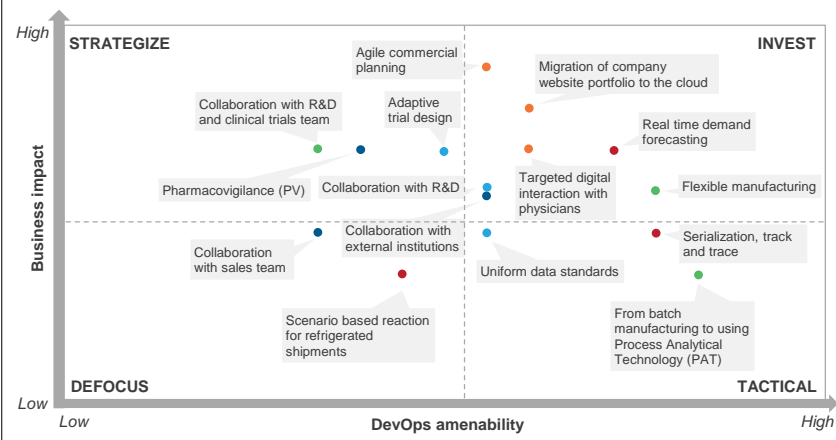 High
STRATEGIZE
INVEST
Agile commercial
planning
Migration of company
website portfolio to the cloud
Collaboration with R&D
and clinical trials team
Adaptive
trial design
Real time demand
forecasting
Pharmacovigilance (PV)
Collaboration with R&D
Targeted digital
interaction with
physicians
Flexible manufacturing
Business impact
Collaboration
with sales team
Collaboration with
external institutions
Uniform data standards
Serialization, track
and trace
Scenario based reaction
for refrigerated
shipments
From batch
manufacturing to using
Process Analytical
Technology (PAT)
DEFOCUS
TACTICAL
Low
Low
DevOps amenability
High